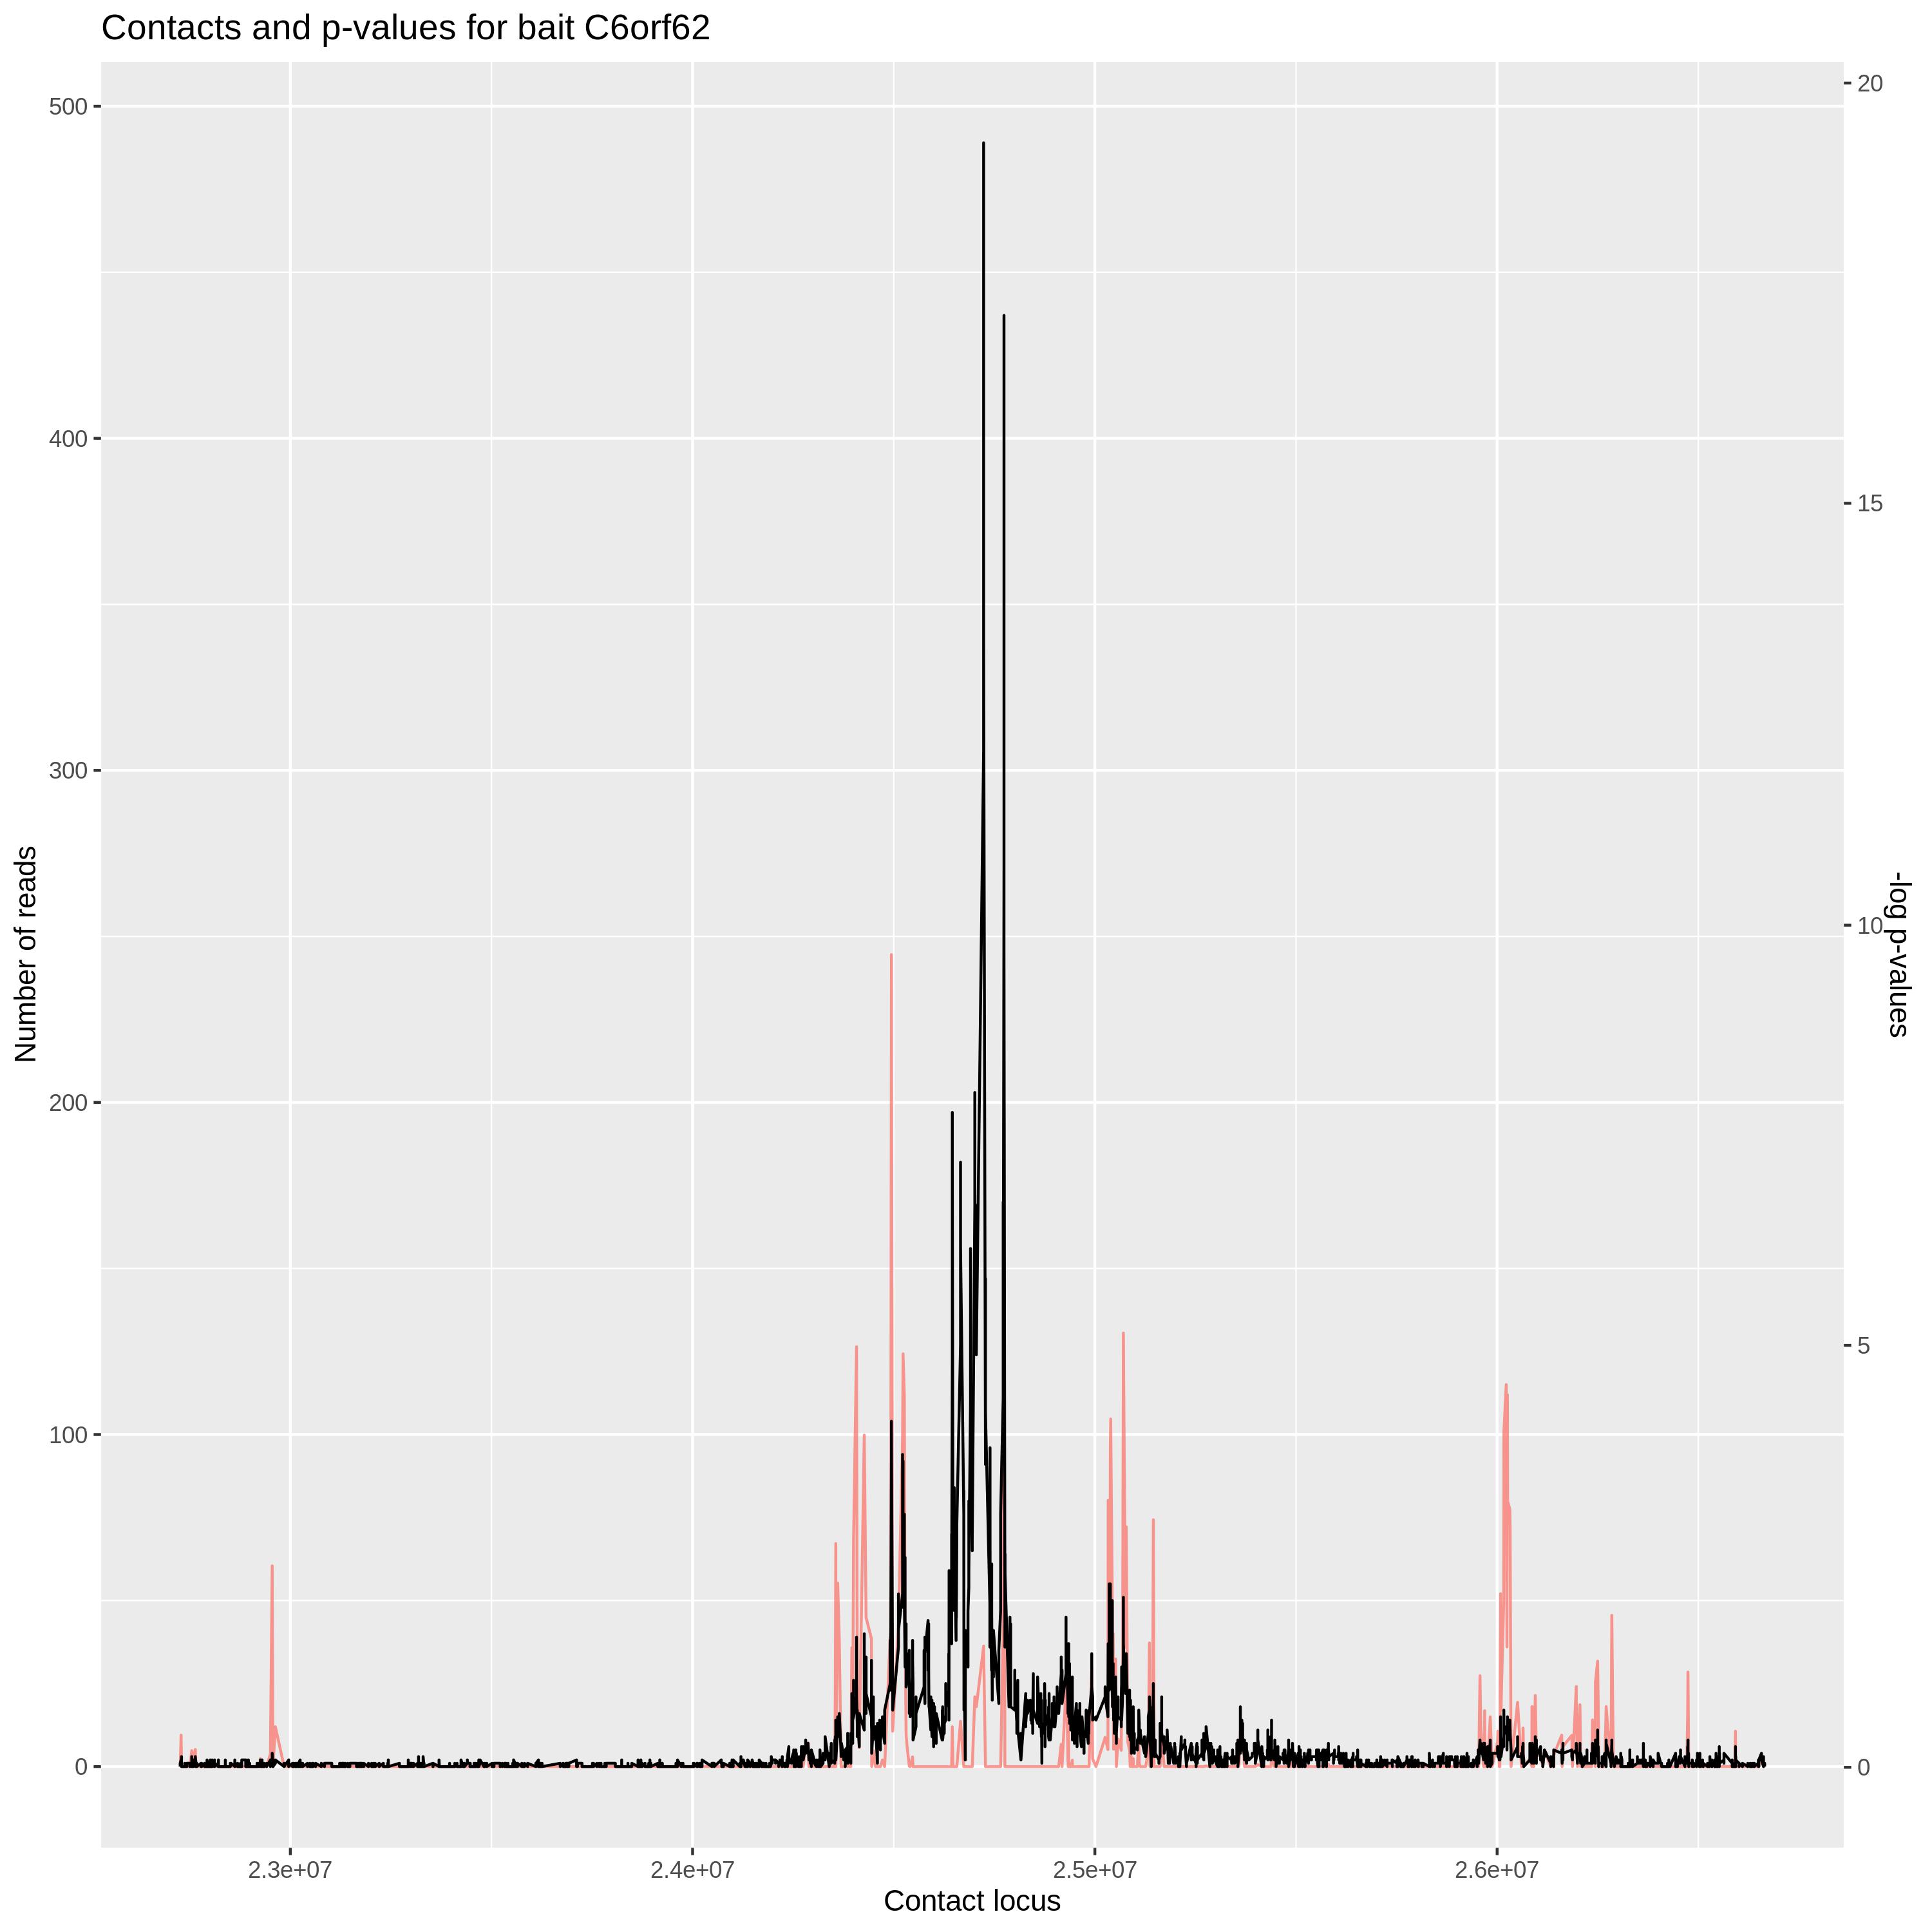 Contacts and p-values for bait C6orf62
500
400
300
200
100
0
Number of reads
20
15
10
5
0
-log p-values
2.3e+07 2.4e+07 2.5e+07 2.6e+07
Contact locus